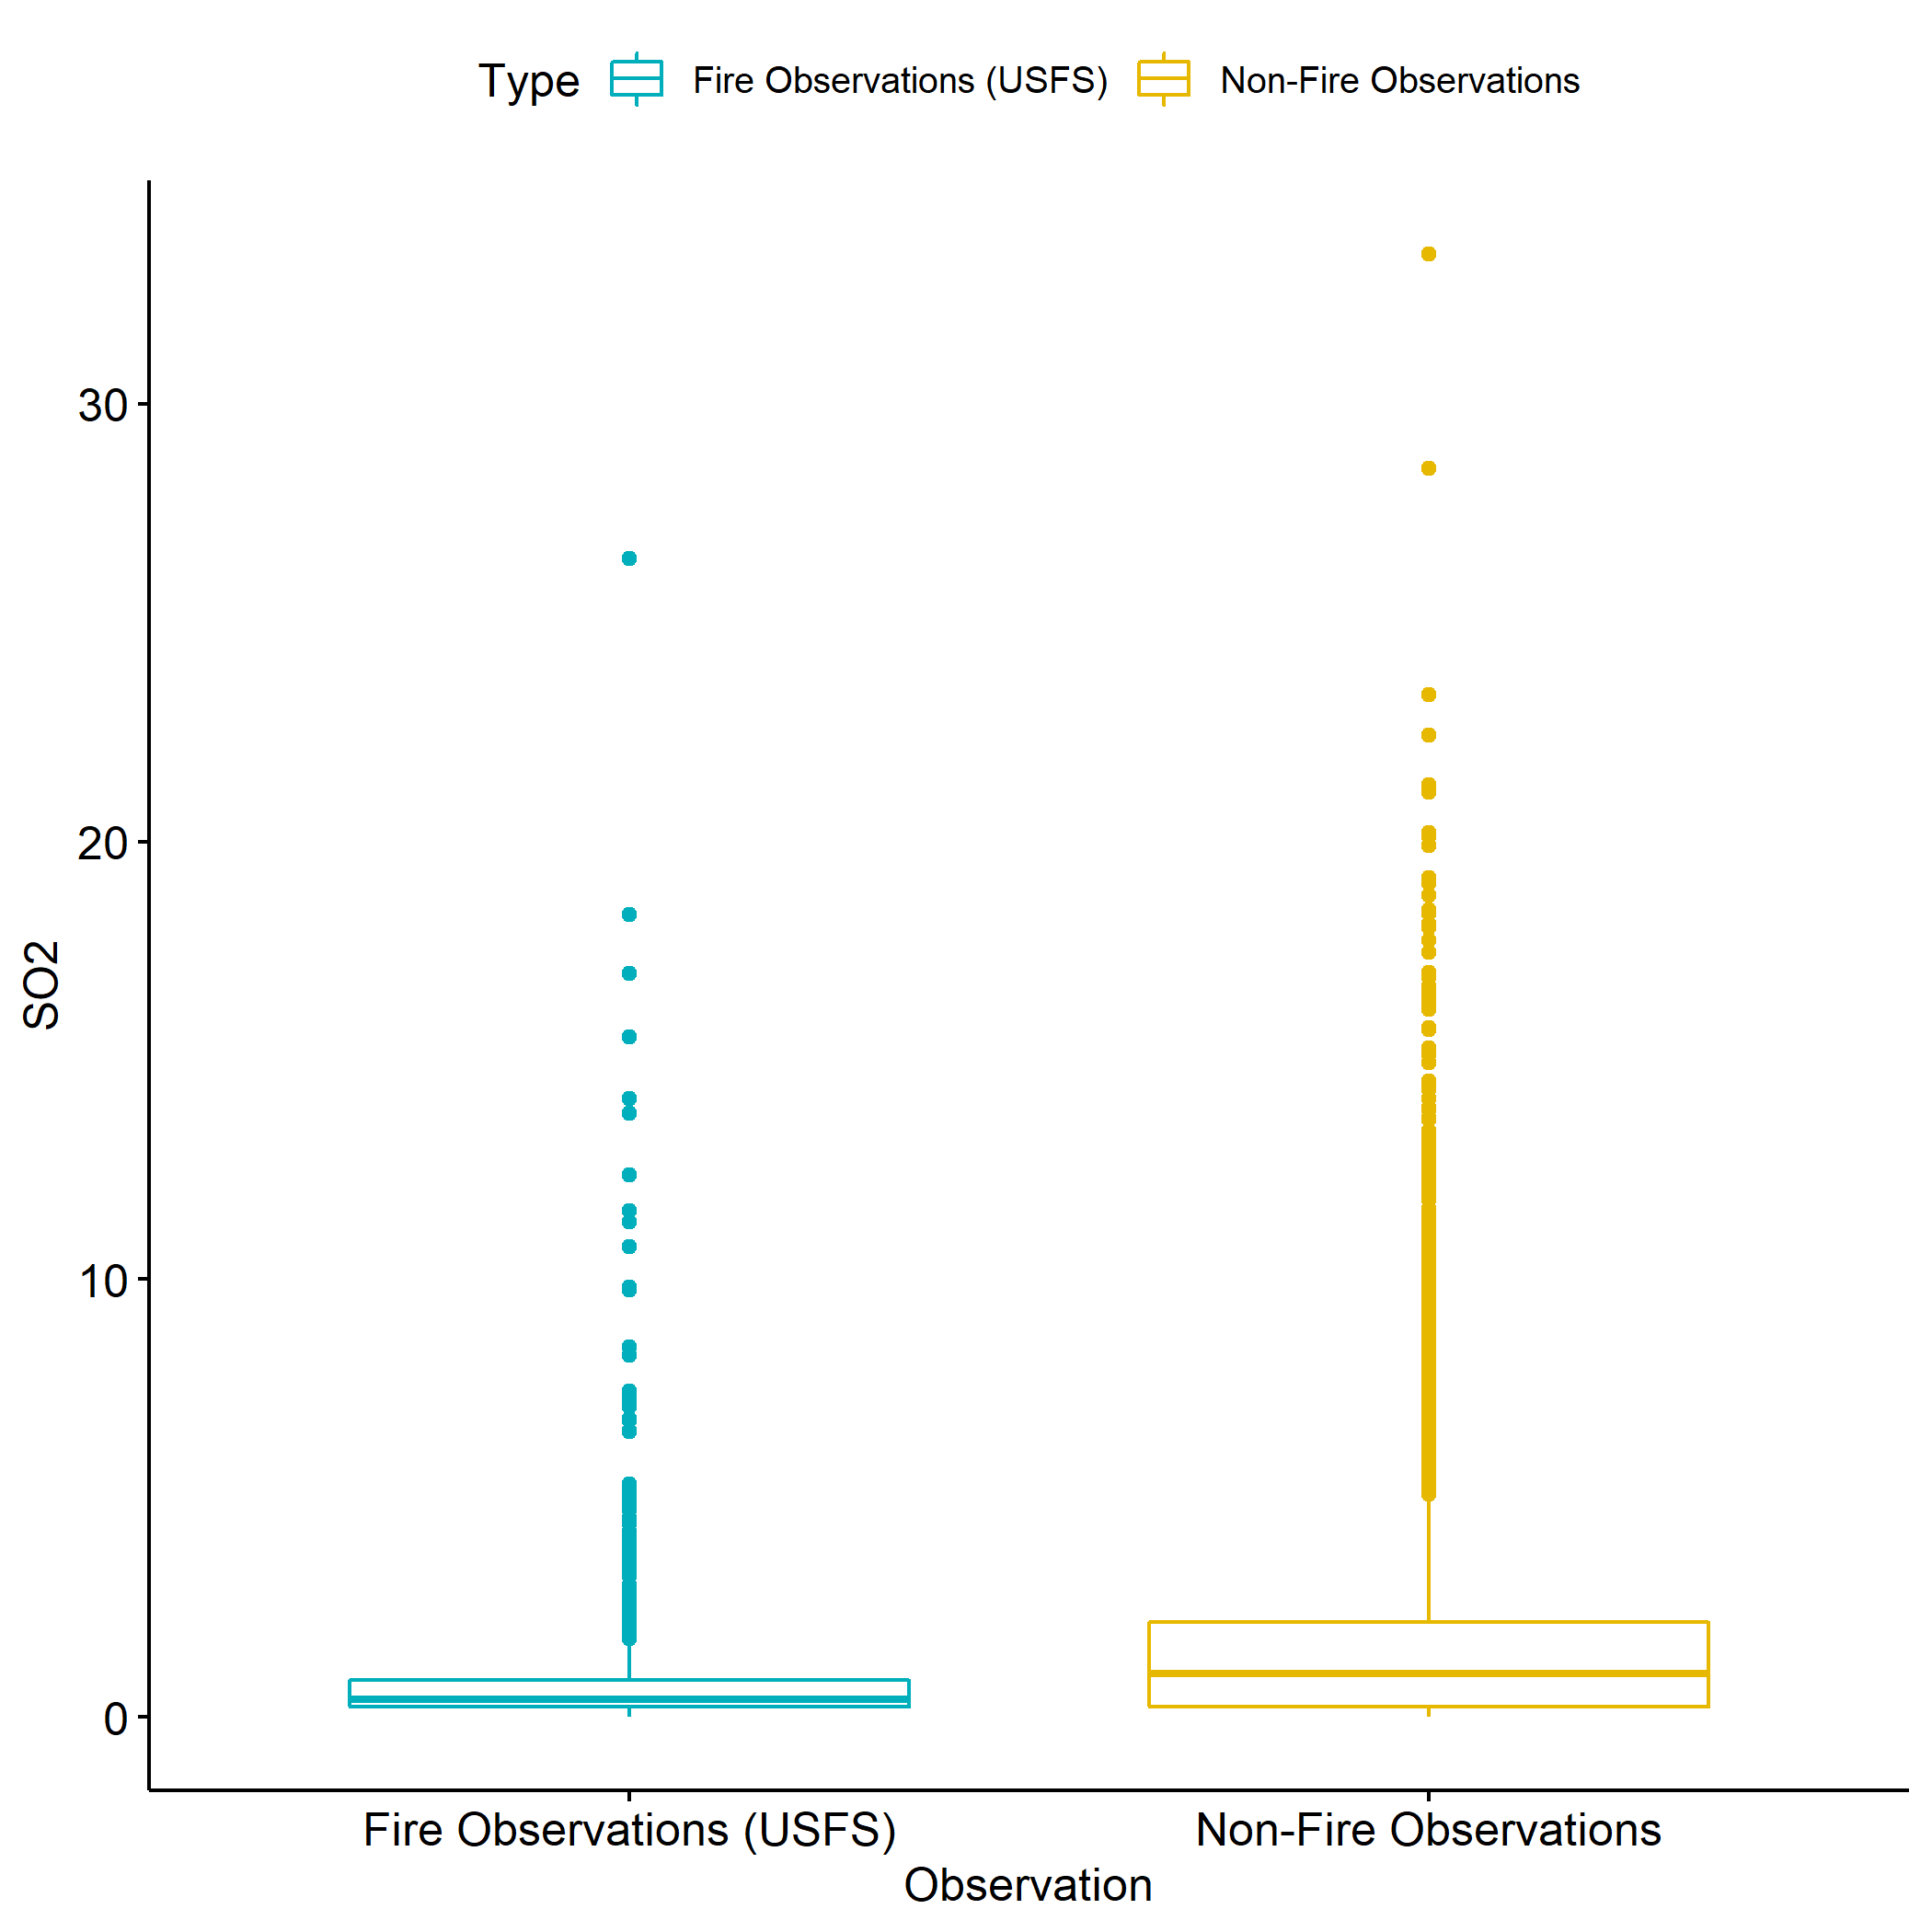 Type Fire Observations (USFS) Non-Fire Observations
30
20
10
0
SO2
Fire Observations (USFS) Non-Fire Observations
Observation